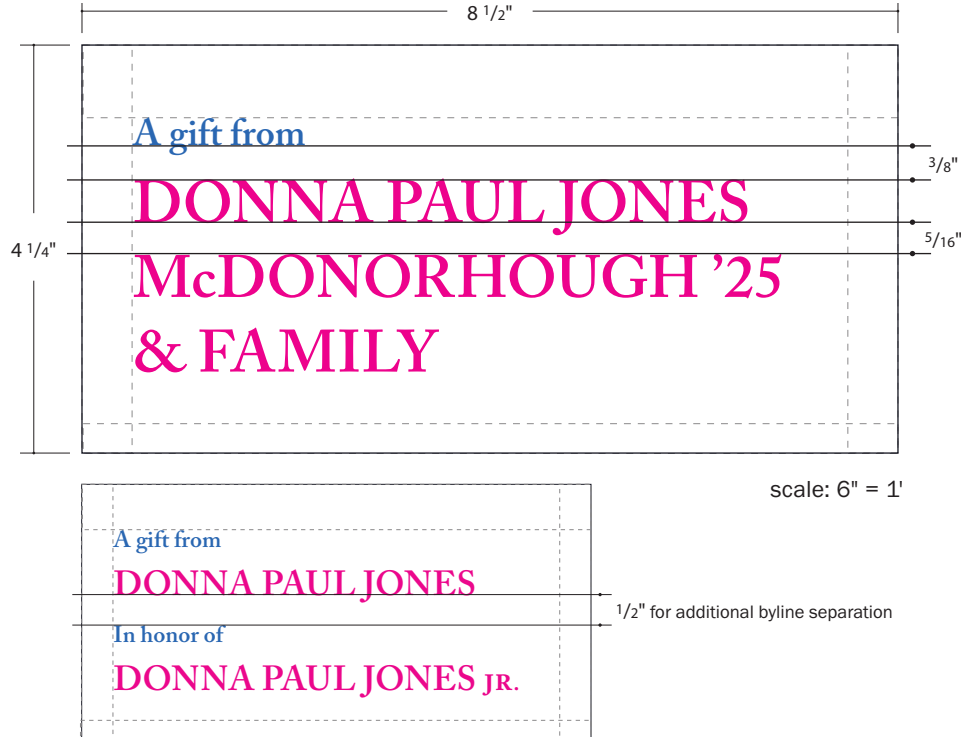 8 1/2"
A gift from
3/8"
DONNA PAUL JONES
5/16"
4 1/4"
McDONORHOUGH ’25
& FAMILY
scale: 6" = 1'
A gift from
DONNA PAUL JONES
1/2" for additional byline separation
In honor of
DONNA PAUL JONES JR.